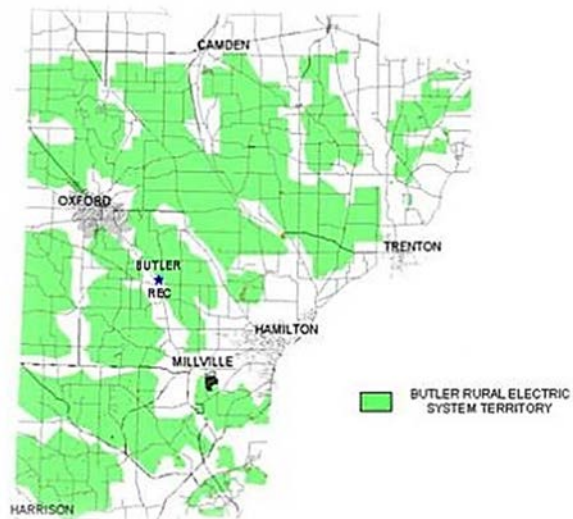 CAMDEN
OXFORD
TRENTON
BUTLER
REC
HAMILTON
MILLVILLE
BUTLER RURAL ELECTRIC
SYSTEM TERRITORY
HARRISON